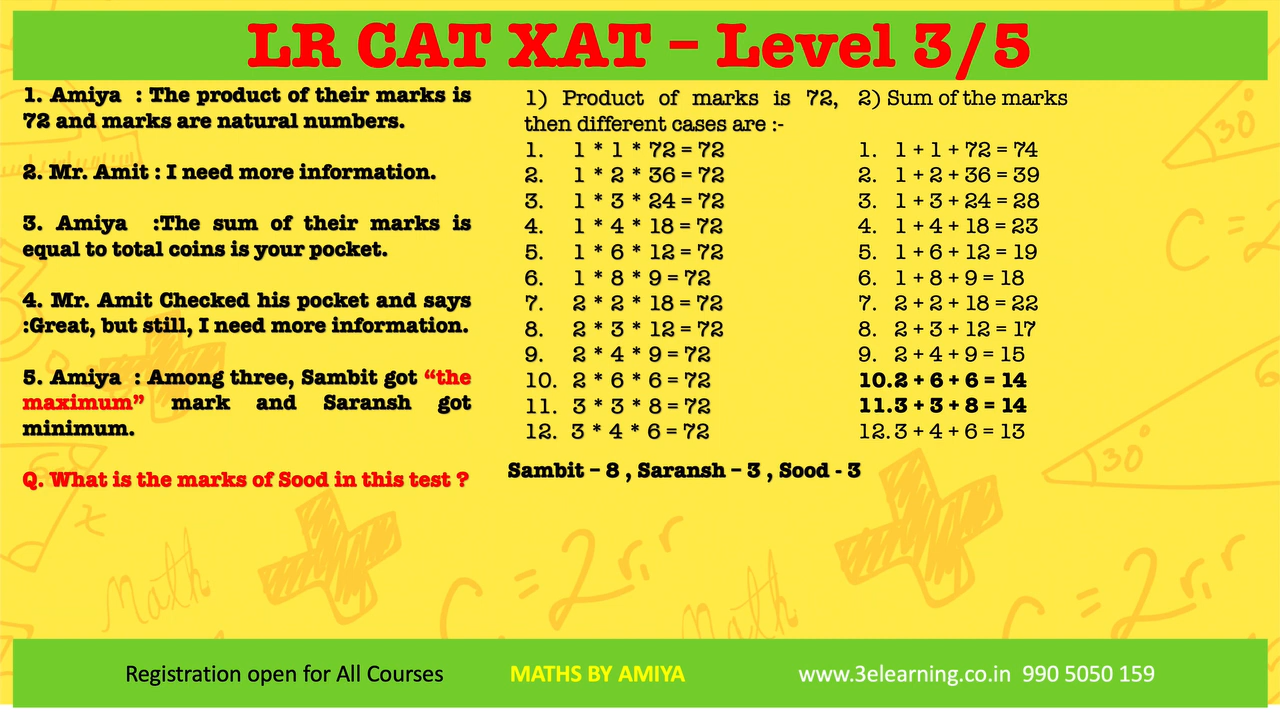 LR CAT XAT – Level 3/5
1. Amiya : The product of their marks is
72 and marks are natural numbers.
2. Mr. Amit : I need more information.
3. Amiya :The sum of their marks is
equal to total coins is your pocket.
4. Mr. Amit Checked his pocket and says
:Great, but still, I need more information.
5. Amiya : Among three, Sambit got “the
maximum” mark and Saransh got
minimum.
Q. What is the marks of Sood in this test ?
1) Product of marks is 72,
then different cases are :-
1. 1 * 1 * 72 = 72
2. 1 * 2 * 36 = 72
3. 1 * 3 * 24 = 72
4. 1 * 4 * 18 = 72
5. 1 * 6 * 12 = 72
6. 1 * 8 * 9 = 72
7. 2 * 2 * 18 = 72
8. 2 * 3 * 12 = 72
9. 2 * 4 * 9 = 72
10. 2 * 6 * 6 = 72
11. 3 * 3 * 8 = 72
12. 3 * 4 * 6 = 72
2) Sum of the marks
1. 1 + 1 + 72 = 74
2. 1 + 2 + 36 = 39
3. 1 + 3 + 24 = 28
4. 1 + 4 + 18 = 23
5. 1 + 6 + 12 = 19
6. 1 + 8 + 9 = 18
7. 2 + 2 + 18 = 22
8. 2 + 3 + 12 = 17
9. 2 + 4 + 9 = 15
10.2 + 6 + 6 = 14
11.3 + 3 + 8 = 14
12.3 + 4 + 6 = 13
Sambit – 8 , Saransh – 3 , Sood - 3
30°
C = 2
30°
Math
C = 2r,r
Math
C = 2r,r
Registration open for All Courses
MATHS BY AMIYA
www.3elearning.co.in 990 5050 159